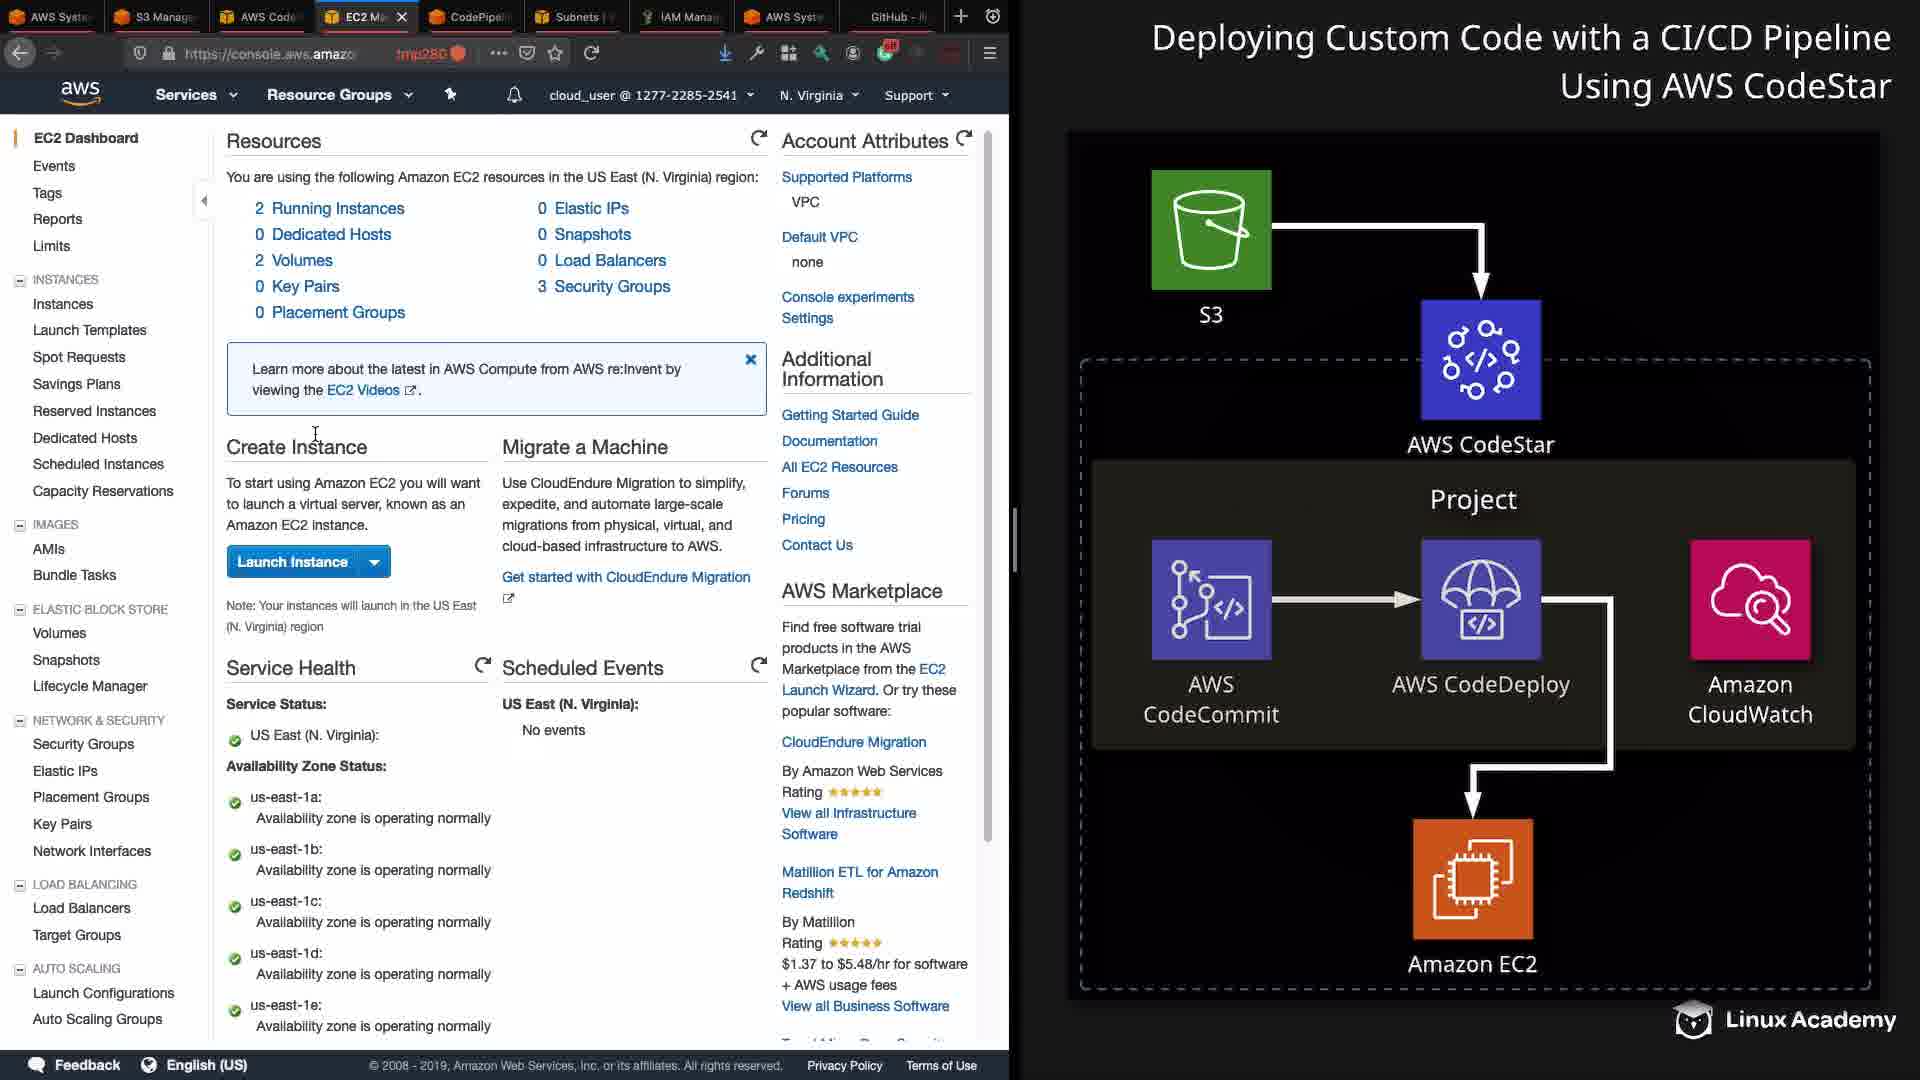 AWS Syste
S3 Manage
AWS Code
EC2 Ma
CodePipel
Subnets |
IAM Mana
AWS Syste
GitHub - li
https://console.aws.amazo
tmp280
off
aws
Services
Resource Groups
cloud_user @ 1277-2285-2541
N. Virginia
Support
EC2 Dashboard
Events
Tags
Reports
Limits
INSTANCES
Instances
Launch Templates
Spot Requests
Savings Plans
Reserved Instances
Dedicated Hosts
Scheduled Instances
Capacity Reservations
IMAGES
AMIs
Bundle Tasks
ELASTIC BLOCK STORE
Volumes
Snapshots
Lifecycle Manager
NETWORK & SECURITY
Security Groups
Elastic IPs
Placement Groups
Key Pairs
Network Interfaces
LOAD BALANCING
Load Balancers
Target Groups
AUTO SCALING
Launch Configurations
Auto Scaling Groups
Resources
You are using the following Amazon EC2 resources in the US East (N. Virginia) region:
2 Running Instances
0 Elastic IPs
0 Dedicated Hosts
0 Snapshots
2 Volumes
0 Load Balancers
0 Key Pairs
3 Security Groups
0 Placement Groups
Learn more about the latest in AWS Compute from AWS re:Invent by
viewing the EC2 Videos .
Create Instance
To start using Amazon EC2 you will want
to launch a virtual server, known as an
Amazon EC2 instance.
Launch Instance
Note: Your instances will launch in the US East
(N. Virginia) region
Migrate a Machine
Use CloudEndure Migration to simplify,
expedite, and automate large-scale
migrations from physical, virtual, and
cloud-based infrastructure to AWS.
Get started with CloudEndure Migration
Service Health
Service Status:
US East (N. Virginia):
Availability Zone Status:
us-east-1a:
Availability zone is operating normally
us-east-1b:
Availability zone is operating normally
us-east-1c:
Availability zone is operating normally
us-east-1d:
Availability zone is operating normally
us-east-1e:
Availability zone is operating normally
Scheduled Events
US East (N. Virginia):
No events
Account Attributes
Supported Platforms
VPC
Default VPC
none
Console experiments
Settings
Additional
Information
Getting Started Guide
Documentation
All EC2 Resources
Forums
Pricing
Contact Us
AWS Marketplace
Find free software trial
products in the AWS
Marketplace from the EC2
Launch Wizard. Or try these
popular software:
CloudEndure Migration
By Amazon Web Services
Rating
View all Infrastructure
Software
Matillion ETL for Amazon
Redshift
By Matillion
Rating
$1.37 to $5.48/hr for software
+ AWS usage fees
View all Business Software
Feedback
English (US)
© 2008 - 2019, Amazon Web Services, Inc. or its affiliates. All rights reserved.
Privacy Policy
Terms of Use
Deploying Custom Code with a CI/CD Pipeline
Using AWS CodeStar
S3
AWS CodeStar
Project
AWS
CodeCommit
AWS CodeDeploy
Amazon
CloudWatch
Amazon EC2
Linux Academy